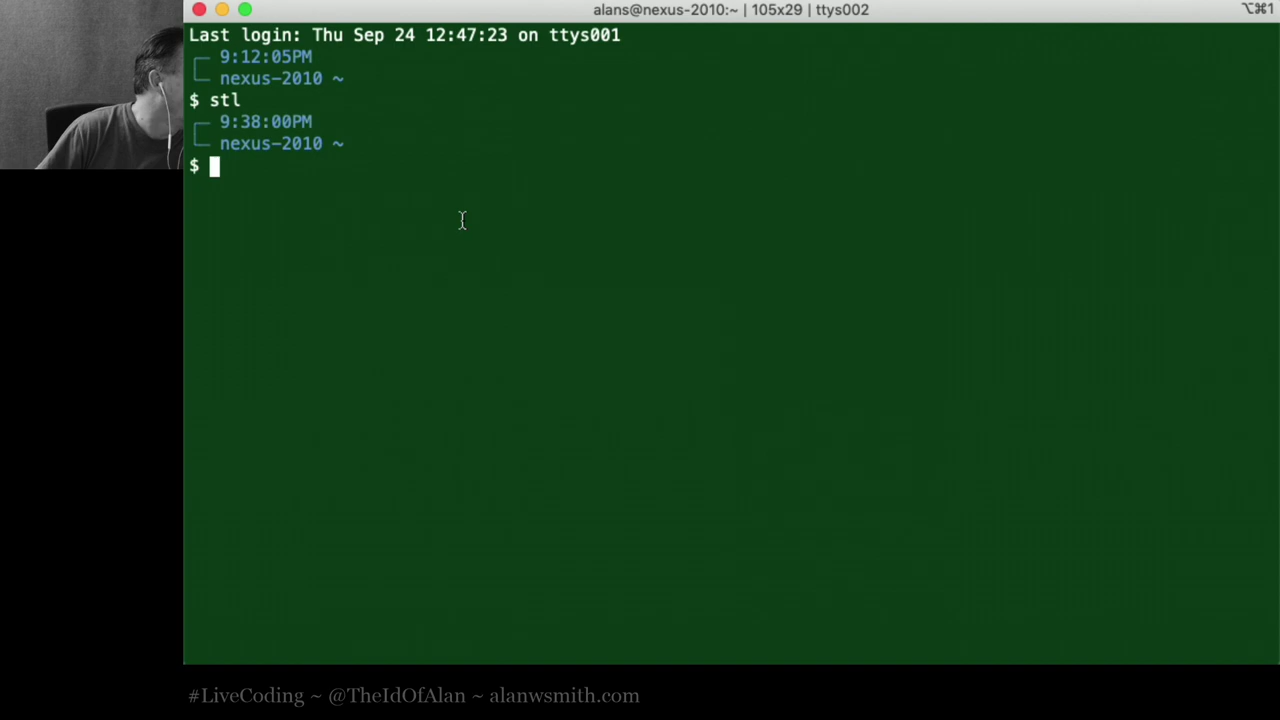 alans@nexus-2010:~ | 105x29 | ttys002
⌥⌘1
Last login: Thu Sep 24 12:47:23 on ttys001
9:12:05PM
nexus-2010 ~
$ stl
9:38:00PM
nexus-2010 ~
$
#LiveCoding ~ @TheIdOfAlan ~ alanwsmith.com